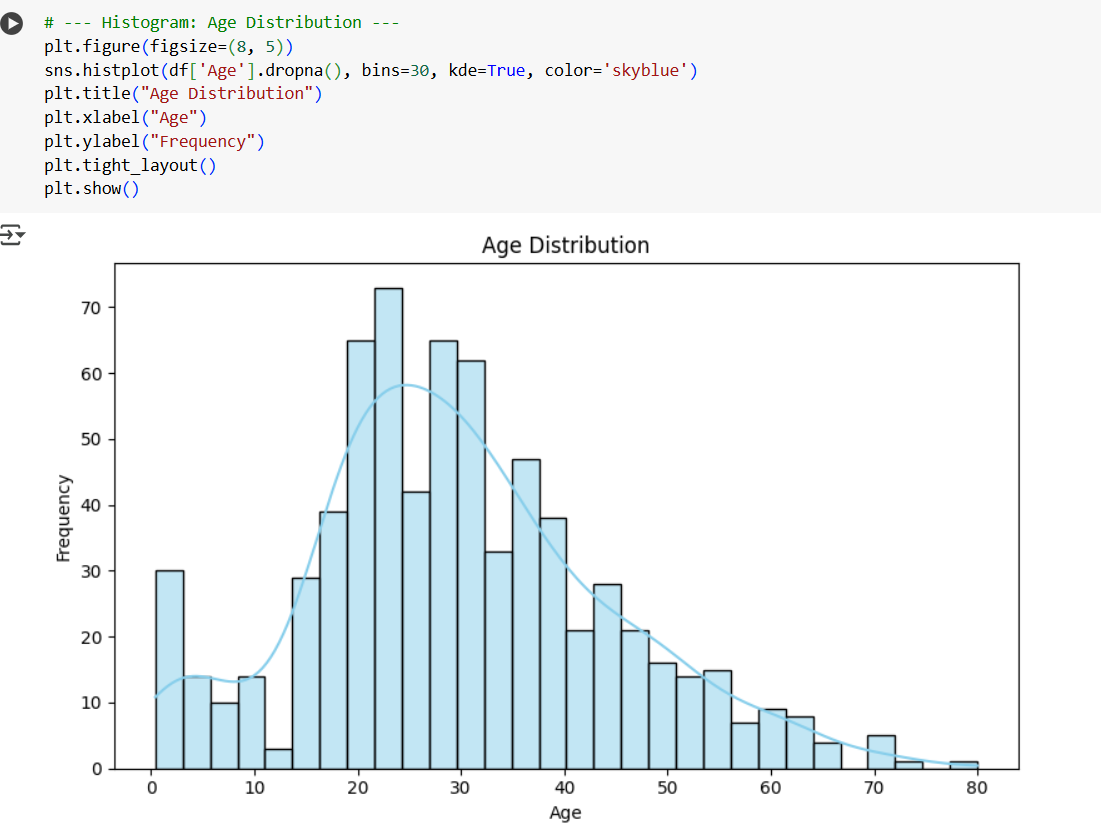 # --- Histogram: Age Distribution ---
plt.figure(figsize=(8, 5))
sns.histplot(df['Age'].dropna(), bins=30, kde=True, color='skyblue')
plt.title("Age Distribution")
plt.xlabel("Age")
plt.ylabel("Frequency")
plt.tight_layout()
plt.show()
Age Distribution
Frequency
70
60
50
40
30
20
10
0
0 10 20 30 40 50 60 70 80
Age